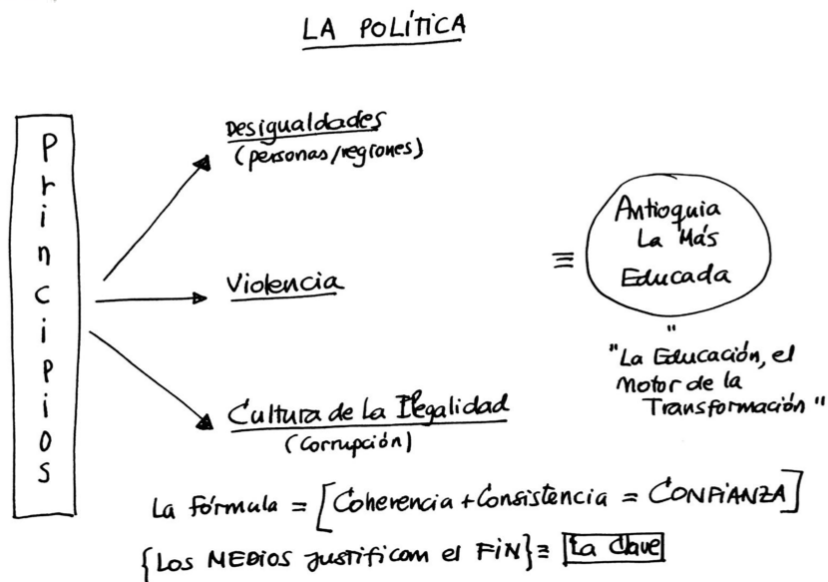 LA POLÍTICA
Principios
Desigualdades
(personas/regiones)
Violencia
Cultura de La Ilegalidad
(Corrupción)
≡
Antioquia
La Más
Educada
"
"La Educación, el
Motor de la
Transformación"
La fórmula = [Coherencia + Consistencia = CONFIANZA]
{Los MEDIOS Justifican el FIN} ≡ La Clave